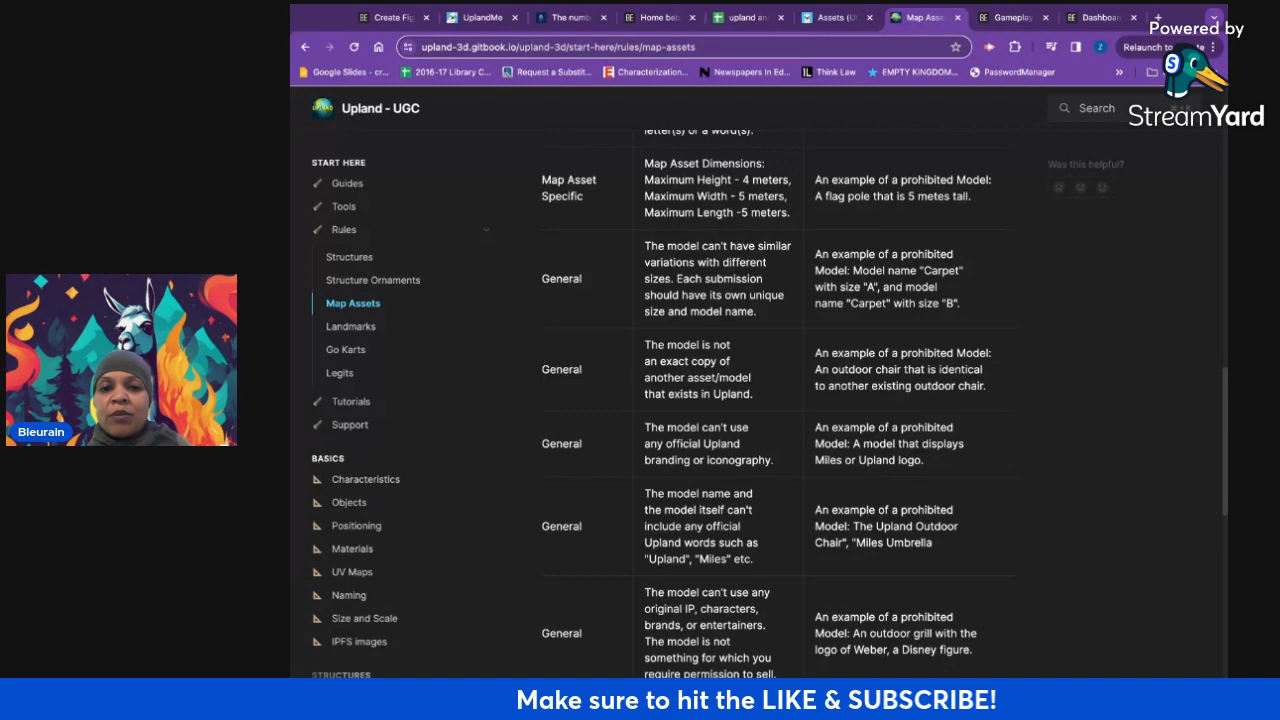 BE Create Fig
UplandMe
The numb
BE Home bei
upland an
Assets (U
Map Asse
BE Gameplay
BE Dashboar
Powered by
upland-3d.gitbook.io/upland-3d/start-here/rules/map-assets
Z
Relaunch to
Google Slides - cr...
2016-17 Library C...
Request a Substit...
Characterization...
Newspapers In Ed...
Think Law
EMPTY KINGDOM...
PasswordManager
StreamYard
Upland - UGC
Search
letter(s) or a word(s).
Was this helpful?
START HERE
Guides
Tools
Rules
Structures
Structure Ornaments
Map Assets
Landmarks
Go Karts
Legits
Tutorials
Support
BASICS
Characteristics
Objects
Positioning
Materials
UV Maps
Naming
Size and Scale
IPFS images
STRUCTURES
Map Asset
Specific
Map Asset Dimensions:
Maximum Height - 4 meters,
Maximum Width - 5 meters,
Maximum Length -5 meters.
An example of a prohibited Model:
A flag pole that is 5 metes tall.
General
The model can't have similar
variations with different
sizes. Each submission
should have its own unique
size and model name.
An example of a prohibited
Model: Model name "Carpet"
with size "A", and model
name "Carpet" with size "B".
General
The model is not
an exact copy of
another asset/model
that exists in Upland.
An example of a prohibited Model:
An outdoor chair that is identical
to another existing outdoor chair.
General
The model can't use
any official Upland
branding or iconography.
An example of a prohibited
Model: A model that displays
Miles or Upland logo.
General
The model name and
the model itself can't
include any official
Upland words such as
"Upland", "Miles" etc.
An example of a prohibited
Model: The Upland Outdoor
Chair", "Miles Umbrella
General
The model can't use any
original IP, characters,
brands, or entertainers.
The model is not
something for which you
require permission to sell.
An example of a prohibited
Model: An outdoor grill with the
logo of Weber, a Disney figure.
Bleurain
Make sure to hit the LIKE & SUBSCRIBE!